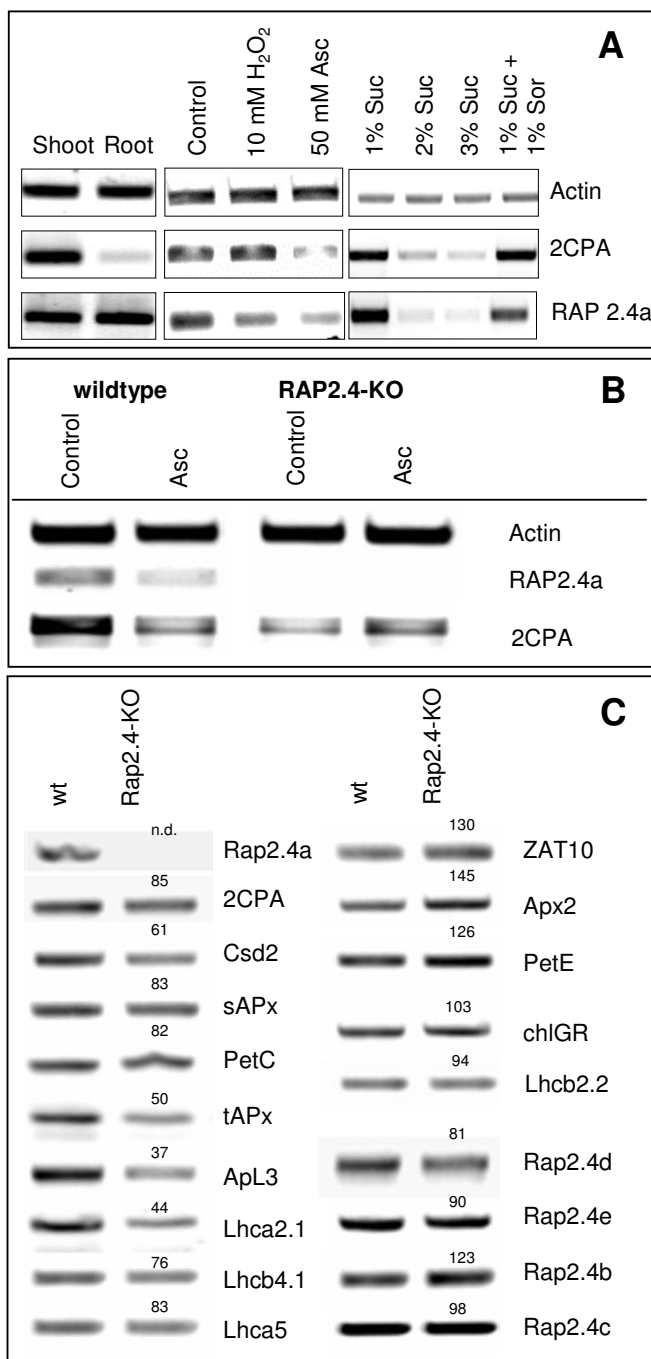 A
Shoot Root
Control
10 mM H₂O₂
50 mM Asc
1% Suc
2% Suc
3% Suc
1% Suc +
1% Sor
Actin
2CPA
RAP 2.4a
B
wildtype RAP2.4-KO
Control
Asc
Control
Asc
Actin
RAP2.4a
2CPA
C
wt
Rap2.4-KO
n.d.
Rap2.4a
85
2CPA
61
Csd2
83
sAPx
82
PetC
50
tAPx
37
ApL3
44
Lhca2.1
76
Lhcb4.1
83
Lhca5
wt
Rap2.4-KO
130
ZAT10
145
Apx2
126
PetE
103
chlGR
94
Lhcb2.2
81
Rap2.4d
90
Rap2.4e
123
Rap2.4b
98
Rap2.4c